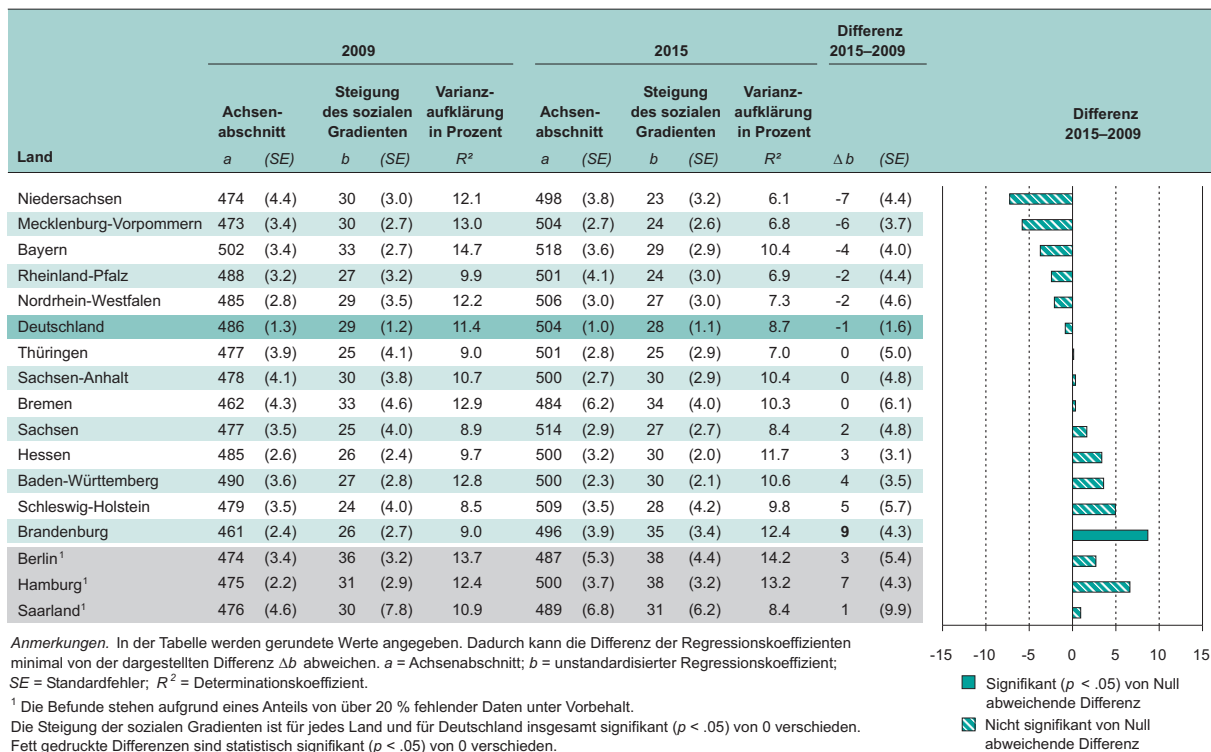 Differenz
2009 2015 2015–2009
Steigung Varianz- Steigung Varianz-
Achsen- des sozialen aufklärung Achsen- des sozialen aufklärung Differenz
abschnitt Gradienten in Prozent abschnitt Gradienten in Prozent 2015–2009
Land a (SE) b (SE) R² a (SE) b (SE) R² Δ b (SE)
Niedersachsen 474 (4.4) 30 (3.0) 12.1 498 (3.8) 23 (3.2) 6.1 -7 (4.4)
Mecklenburg-Vorpommern 473 (3.4) 30 (2.7) 13.0 504 (2.7) 24 (2.6) 6.8 -6 (3.7)
Bayern 502 (3.4) 33 (2.7) 14.7 518 (3.6) 29 (2.9) 10.4 -4 (4.0)
Rheinland-Pfalz 488 (3.2) 27 (3.2) 9.9 501 (4.1) 24 (3.0) 6.9 -2 (4.4)
Nordrhein-Westfalen 485 (2.8) 29 (3.5) 12.2 506 (3.0) 27 (3.0) 7.3 -2 (4.6)
Deutschland 486 (1.3) 29 (1.2) 11.4 504 (1.0) 28 (1.1) 8.7 -1 (1.6)
Thüringen 477 (3.9) 25 (4.1) 9.0 501 (2.8) 25 (2.9) 7.0 0 (5.0)
Sachsen-Anhalt 478 (4.1) 30 (3.8) 10.7 500 (2.7) 30 (2.9) 10.4 0 (4.8)
Bremen 462 (4.3) 33 (4.6) 12.9 484 (6.2) 34 (4.0) 10.3 0 (6.1)
Sachsen 477 (3.5) 25 (4.0) 8.9 514 (2.9) 27 (2.7) 8.4 2 (4.8)
Hessen 485 (2.6) 26 (2.4) 9.7 500 (3.2) 30 (2.0) 11.7 3 (3.1)
Baden-Württemberg 490 (3.6) 27 (2.8) 12.8 500 (2.3) 30 (2.1) 10.6 4 (3.5)
Schleswig-Holstein 479 (3.5) 24 (4.0) 8.5 509 (3.5) 28 (4.2) 9.8 5 (5.7)
Brandenburg 461 (2.4) 26 (2.7) 9.0 496 (3.9) 35 (3.4) 12.4 9 (4.3)
Berlin¹ 474 (3.4) 36 (3.2) 13.7 487 (5.3) 38 (4.4) 14.2 3 (5.4)
Hamburg¹ 475 (2.2) 31 (2.9) 12.4 500 (3.7) 38 (3.2) 13.2 7 (4.3)
Saarland¹ 476 (4.6) 30 (7.8) 10.9 489 (6.8) 31 (6.2) 8.4 1 (9.9)
-15 -10 -5 0 5 10 15
Signifikant (p < .05) von Null
abweichende Differenz
Nicht signifikant von Null
abweichende Differenz
Anmerkungen. In der Tabelle werden gerundete Werte angegeben. Dadurch kann die Differenz der Regressionskoeffizienten
minimal von der dargestellten Differenz Δb abweichen. a = Achsenabschnitt; b = unstandardisierter Regressionskoeffizient;
SE = Standardfehler; R² = Determinationskoeffizient.
¹ Die Befunde stehen aufgrund eines Anteils von über 20 % fehlender Daten unter Vorbehalt.
Die Steigung der sozialen Gradienten ist für jedes Land und für Deutschland insgesamt signifikant (p < .05) von 0 verschieden.
Fett gedruckte Differenzen sind statistisch signifikant (p < .05) von 0 verschieden.